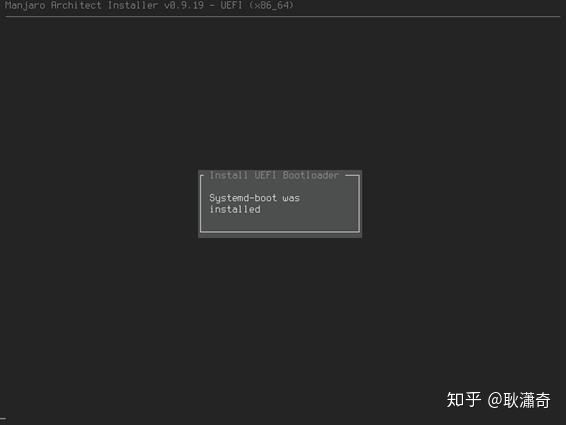 Manjaro Architect Installer v0.9.19 - UEFI (x86_64)
Install UEFI Bootloader
Systemd-boot was
installed
知乎 @耿潇奇